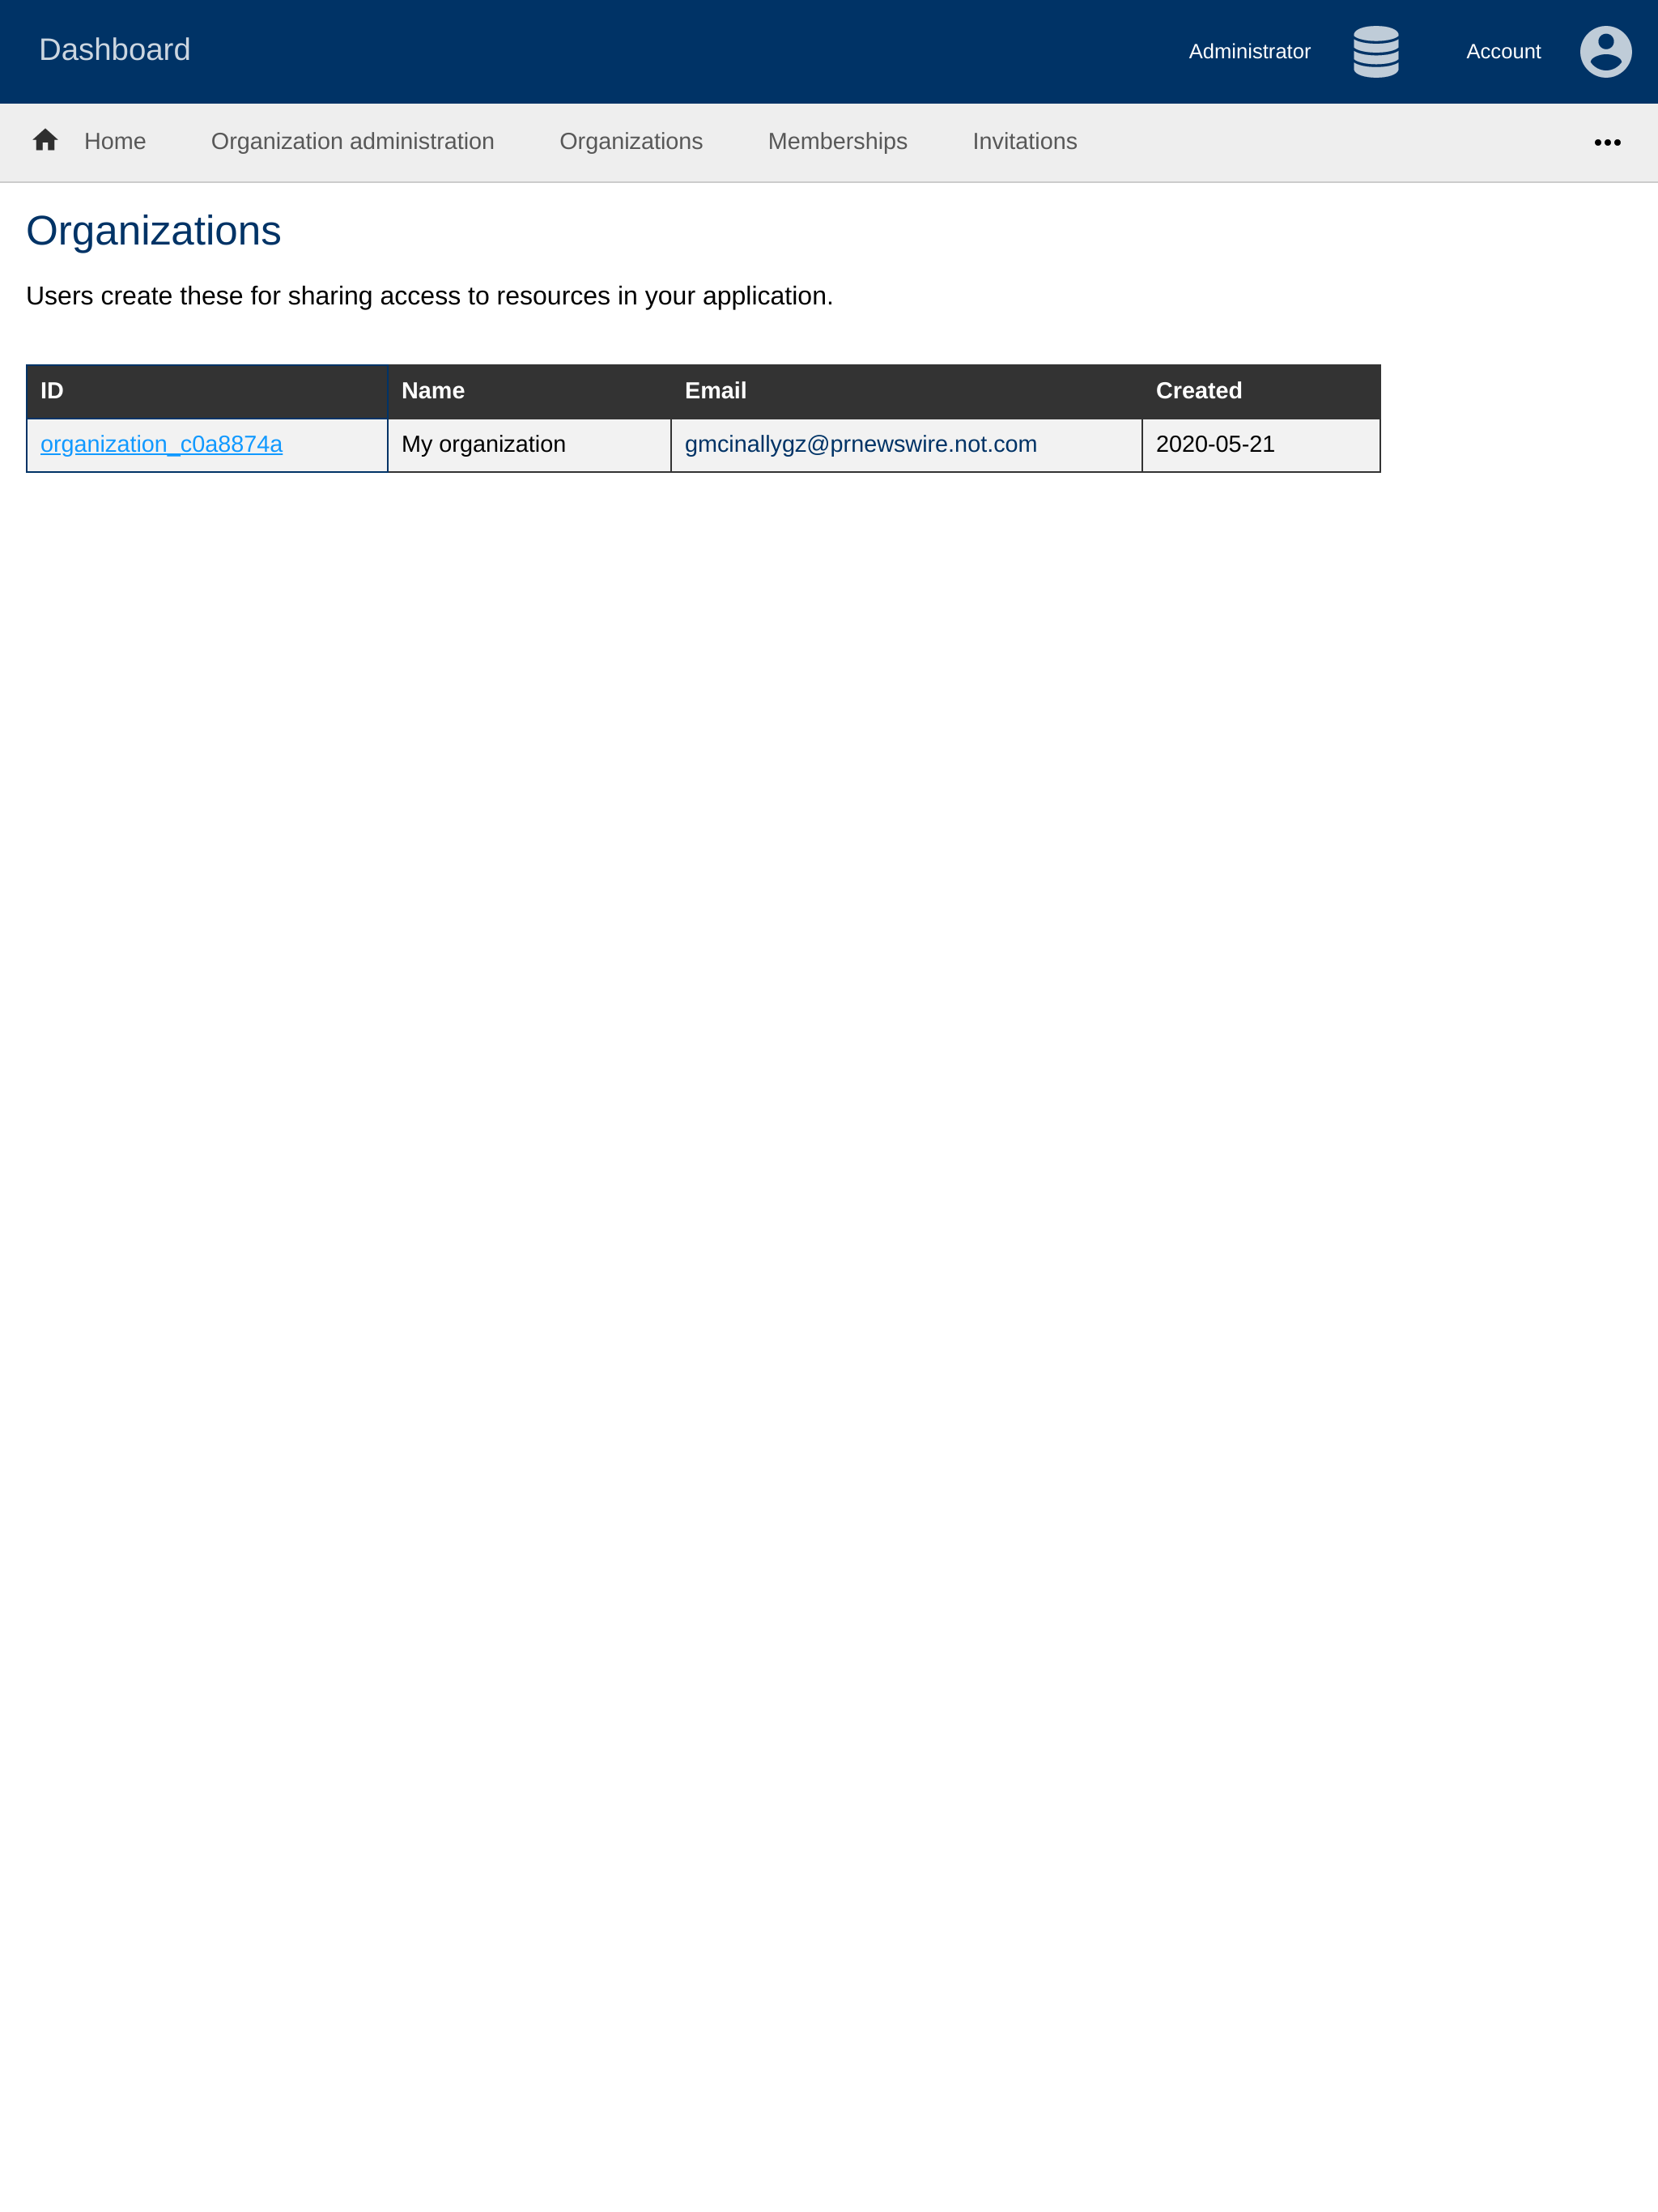 Dashboard Administrator Account
Home Organization administration Organizations Memberships Invitations •••
Organizations
Users create these for sharing access to resources in your application.
ID Name Email Created
organization_c0a8874a My organization gmcinallygz@prnewswire.not.com 2020-05-21